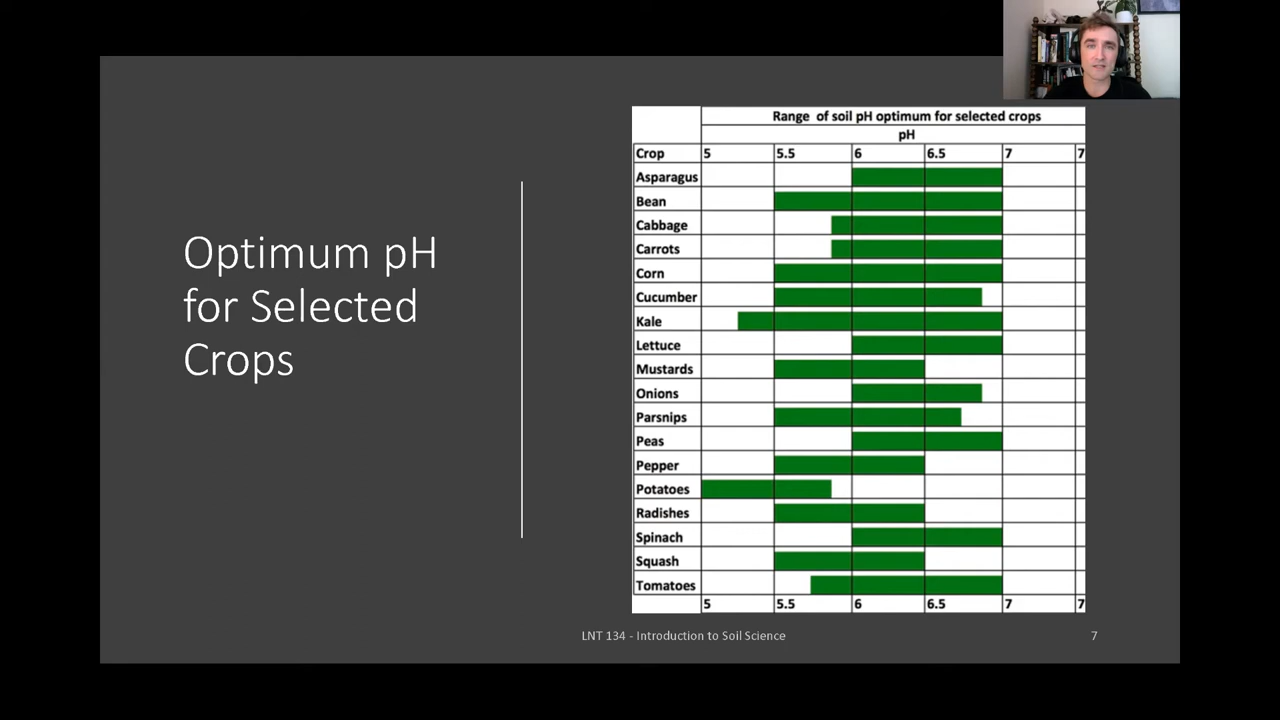 Optimum pH
for Selected
Crops
Range of soil pH optimum for selected crops
pH
Crop 5 5.5 6 6.5 7 7
Asparagus
Bean
Cabbage
Carrots
Corn
Cucumber
Kale
Lettuce
Mustards
Onions
Parsnips
Peas
Pepper
Potatoes
Radishes
Spinach
Squash
Tomatoes
5 5.5 6 6.5 7 7
LNT 134 - Introduction to Soil Science
7